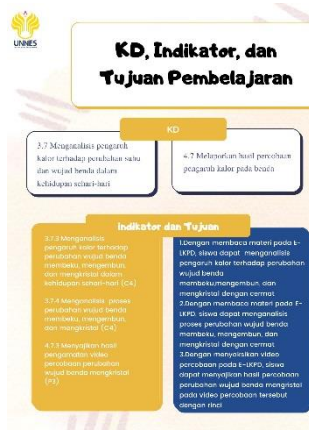 UNNES
KD, Indikator, dan
Tujuan Pembelajaran
KD
3.7 Menganalisis pengaruh
kalor terhadap perubahan suhu
dan wujud benda dalam
kehidupan sehari-hari
4.7 Melaporkan hasil percobaan
pengaruh kalor pada benda
Indikator dan Tujuan
3.7.3 Menganalisis
pengaruh kalor terhadap
perubahan wujud benda
membeku, mengembun,
dan mengkristal dalam
kehidupan sehari-hari (C4)
3.7.4 Menganalisis proses
perubahan wujud benda
membeku, mengembun,
dan mengkristal (C4)
4.7.3 Menyajikan hasil
pengamatan video
percobaan perubahan
wujud benda mengkristal
(P3)
1.Dengan membaca materi pada E-
LKPD, siswa dapat menganalisis
pengaruh kalor terhadap perubahan
wujud benda
membeku,mengembun, dan
mengkristal dengan cermat
2.Dengan membaca materi pada E-
LKPD, siswa dapat menganalisis
proses perubahan wujud benda
membeku, mengembun, dan
mengkristal dengan cermat
3.Dengan menyaksikan video
percobaan pada E-LKPD, siswa
dapat menyajikan hasil percobaan
perubahan wujud benda mengristal
pada video percobaan tersebut
dengan rinci